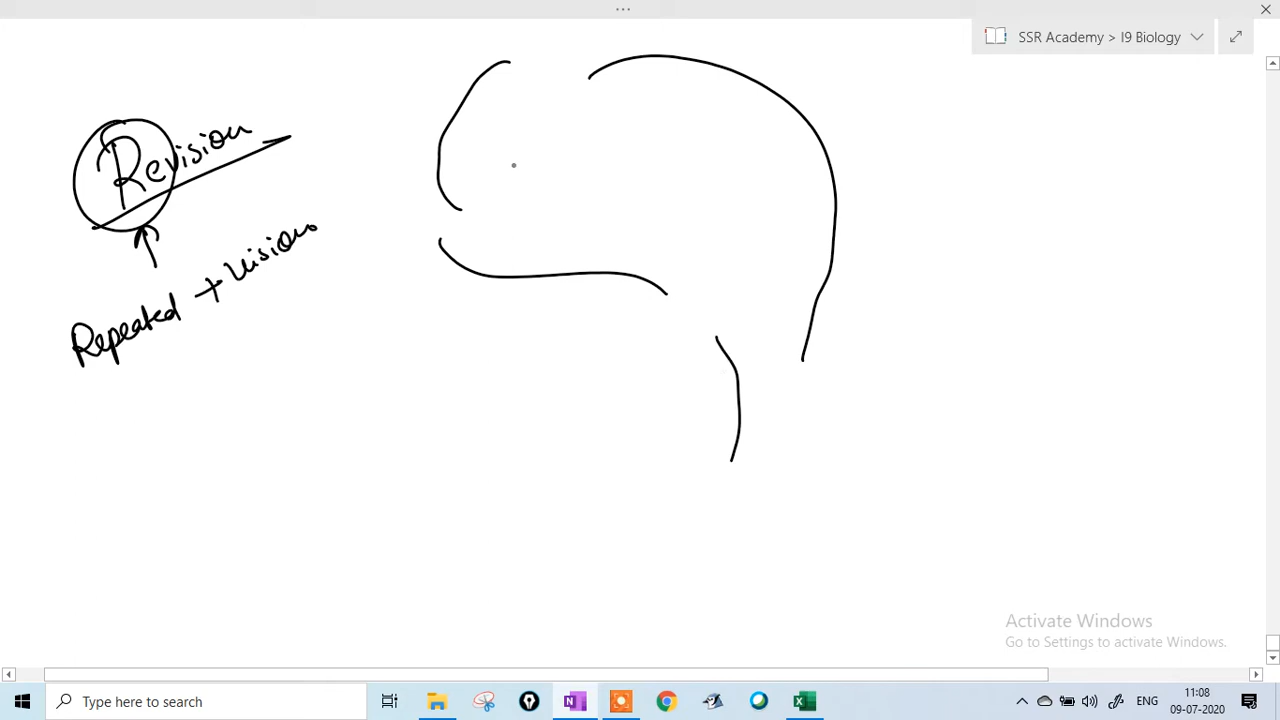 SSR Academy > I9 Biology
Revision
Repeated + Vision
Activate Windows
Go to Settings to activate Windows.
Type here to search
ENG
11:08
09-07-2020